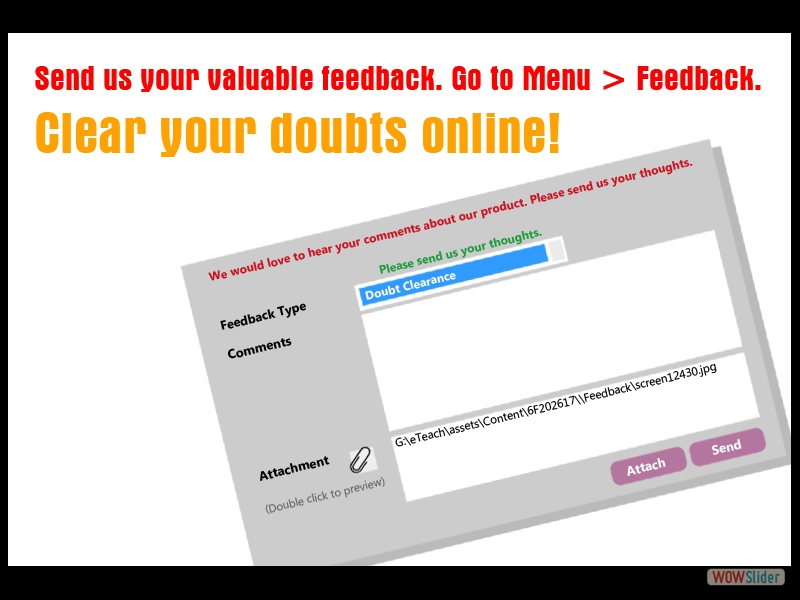 Send us your valuable feedback. Go to Menu > Feedback.
Clear your doubts online!
We would love to hear your comments about our product. Please send us your thoughts.
Please send us your thoughts.
Feedback Type
Doubt Clearance
Comments
G:\eTeach\assets\Content\6F202617\\Feedback\screen12430.jpg
Attachment
(Double click to preview)
Attach
Send
WOWSlider